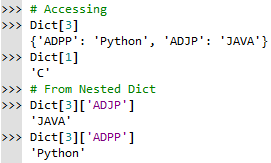 >>> # Accessing
>>> Dict[3]
{'ADPP': 'Python', 'ADJP': 'JAVA'}
>>> Dict[1]
'C'
>>> # From Nested Dict
>>> Dict[3]['ADJP']
'JAVA'
>>> Dict[3]['ADPP']
'Python'